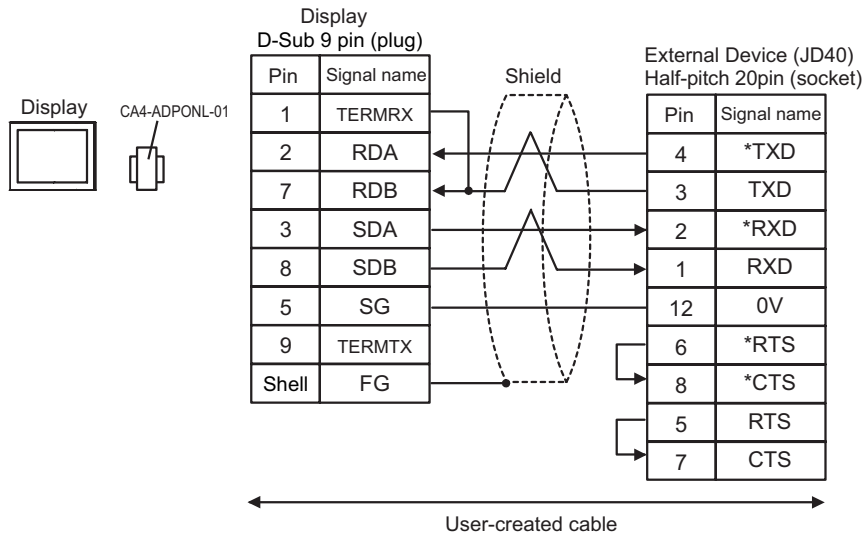 Display
D-Sub 9 pin (plug)
External Device (JD40)
Half-pitch 20pin (socket)
Display
CA4-ADPONL-01
Shield
Pin Signal name
1 TERMRX
2 RDA
7 RDB
3 SDA
8 SDB
5 SG
9 TERMTX
Shell FG
Pin Signal name
4 *TXD
3 TXD
2 *RXD
1 RXD
12 0V
6 *RTS
8 *CTS
5 RTS
7 CTS
User-created cable